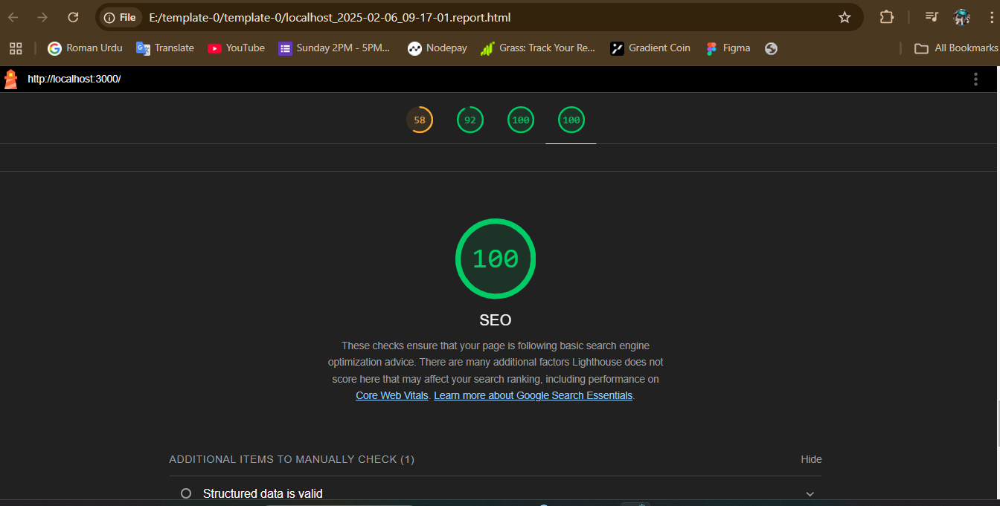 File E:/template-0/template-0/localhost_2025-02-06_09-17-01.report.html
Roman Urdu Translate YouTube Sunday 2PM - 5PM... Nodepay Grass: Track Your Re... Gradient Coin Figma All Bookmarks
http://localhost:3000/
58 92 100 100
100
SEO
These checks ensure that your page is following basic search engine
optimization advice. There are many additional factors Lighthouse does not
score here that may affect your search ranking, including performance on
Core Web Vitals. Learn more about Google Search Essentials.
ADDITIONAL ITEMS TO MANUALLY CHECK (1) Hide
Structured data is valid